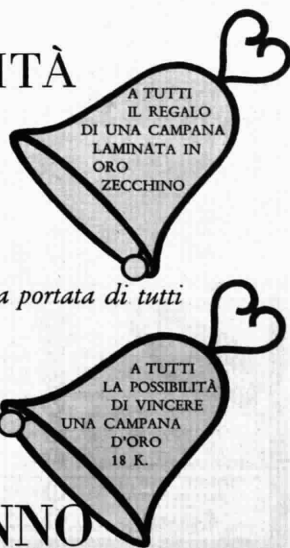 ITÀ
A TUTTI
IL REGALO
DI UNA CAMPANA
LAMINATA IN
ORO
ZECCHINO
a portata di tutti
A TUTTI
LA POSSIBILITÀ
DI VINCERE
UNA CAMPANA
D'ORO
18 K.
NNO